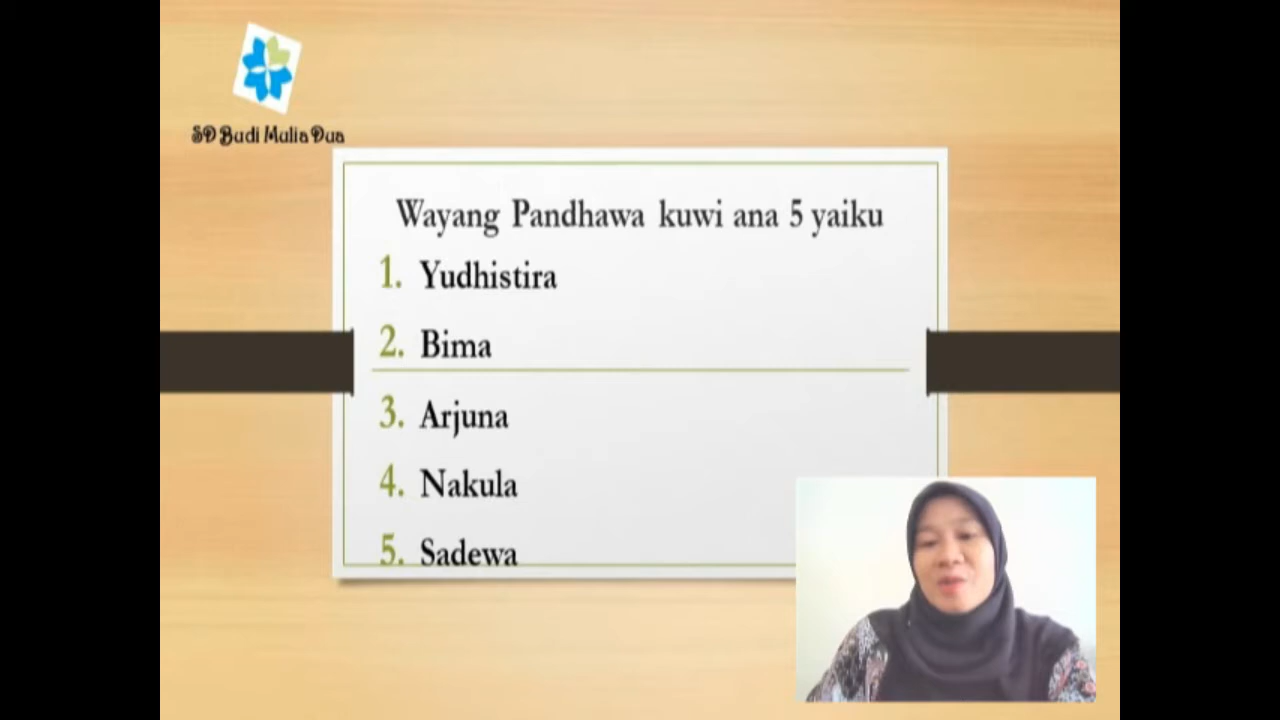 SD Budi Mulia Dua
Wayang Pandhawa kuwi ana 5 yaiku
1. Yudhistira
2. Bima
3. Arjuna
4. Nakula
5. Sadewa